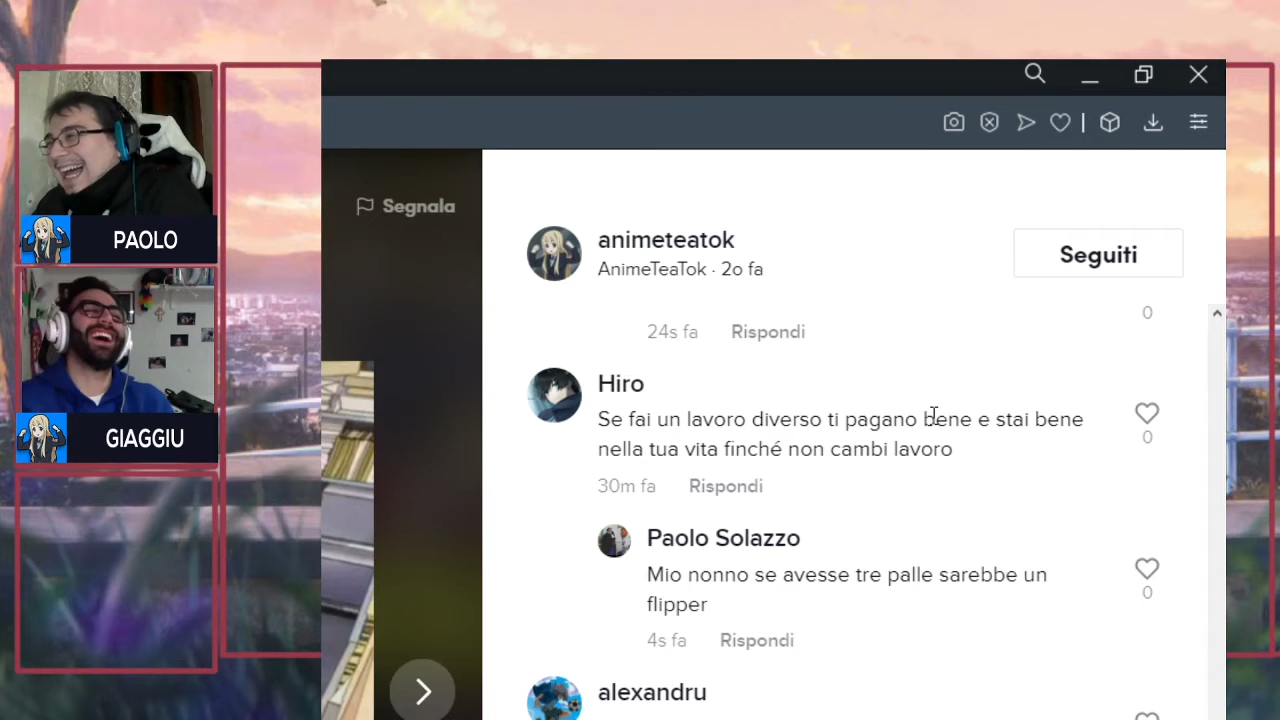 PAOLO
GIAGGIU
Segnala
animeteatok
AnimeTeaTok · 2o fa
Seguiti
0
24s fa Rispondi
Hiro
Se fai un lavoro diverso ti pagano bene e stai bene
nella tua vita finché non cambi lavoro
0
30m fa Rispondi
Paolo Solazzo
Mio nonno se avesse tre palle sarebbe un
flipper
0
4s fa Rispondi
alexandru